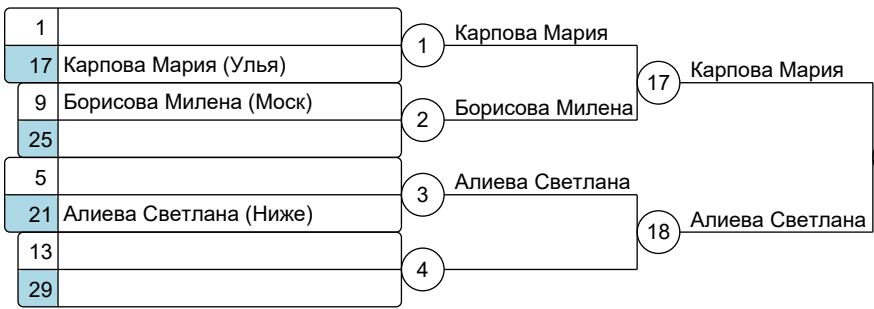 1
Карпова Мария
1
17 Карпова Мария (Улья)
Карпова Мария
17
9 Борисова Милена (Моск)
Борисова Милена
2
25
5
Алиева Светлана
3
21 Алиева Светлана (Ниже)
Алиева Светлана
18
13
4
29